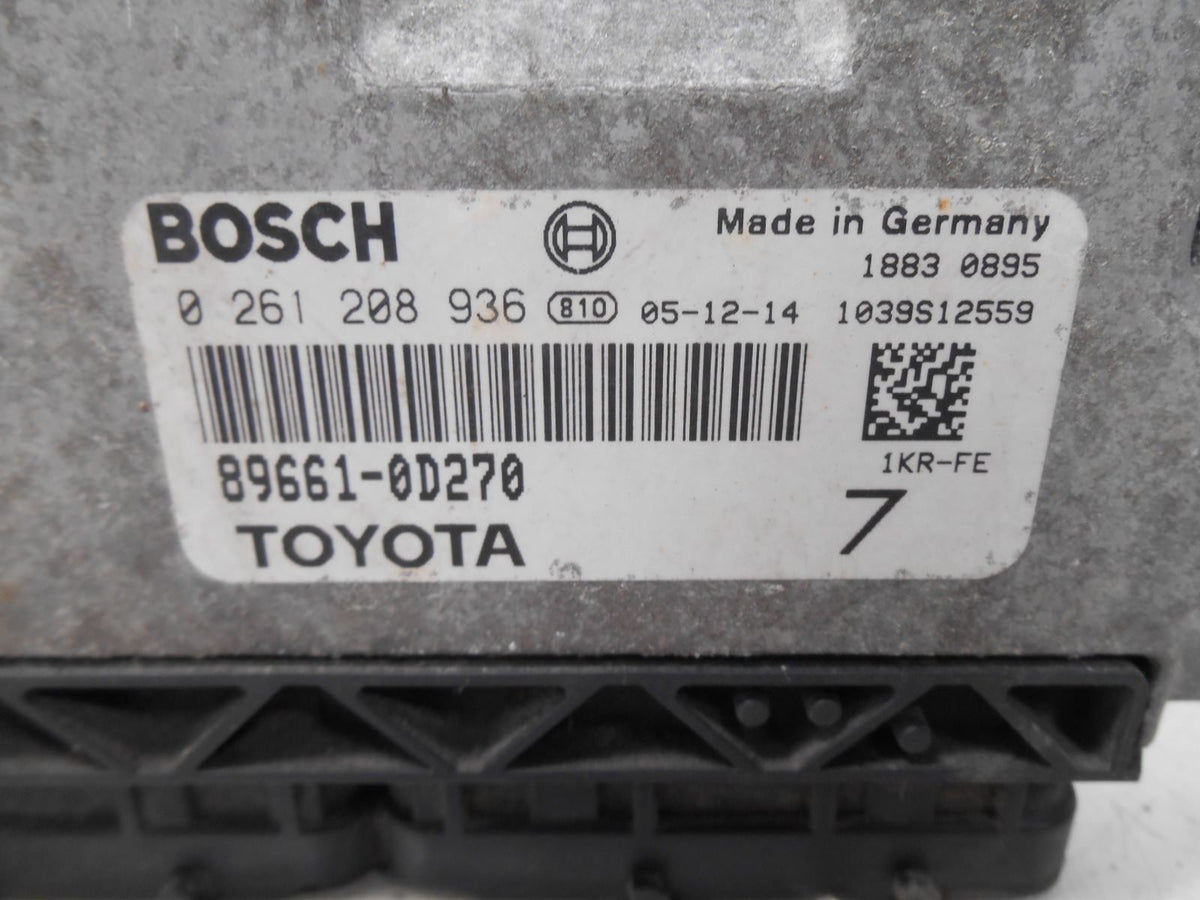 BOSCH Made in Germany
1883 0895
0 261 208 936 810 05-12-14 1039S12559
89661-0D270 1KR-FE
TOYOTA 7